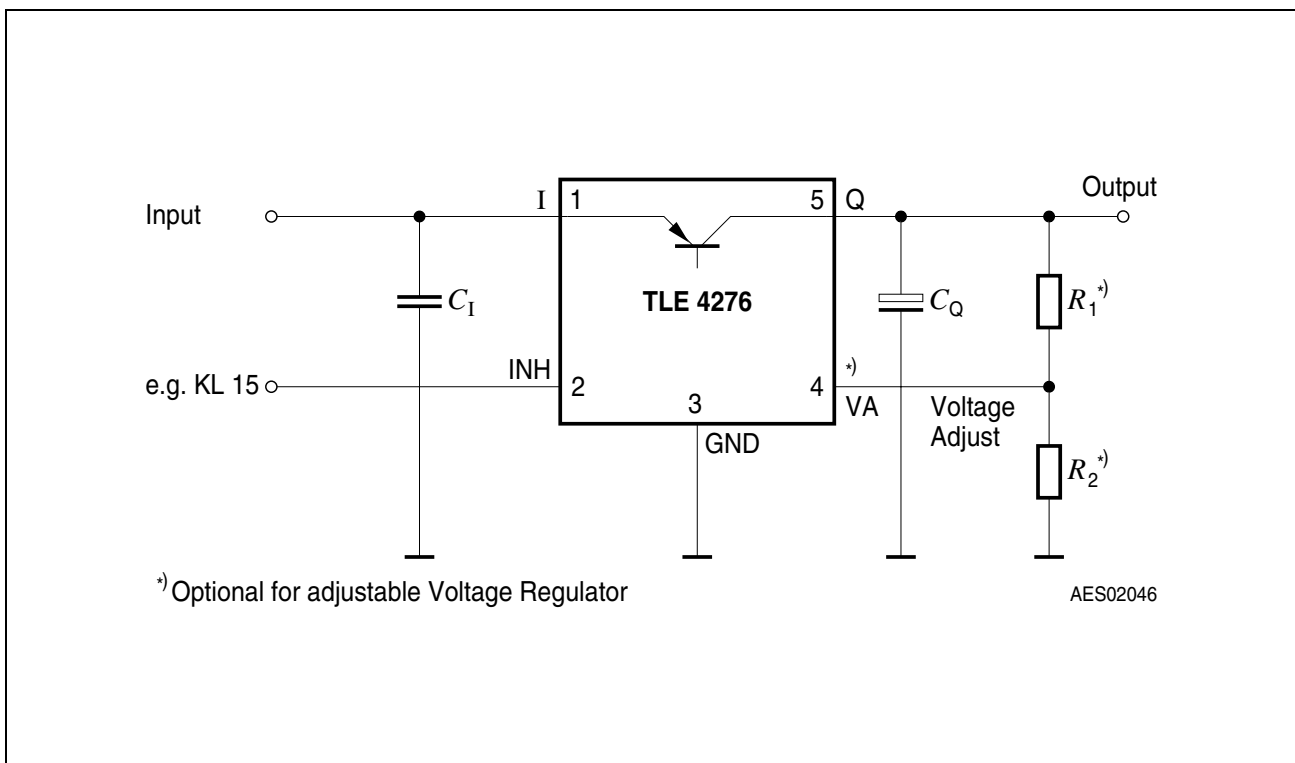 Input
I
1
5
Q
Output
TLE 4276
C_I
C_Q
R_1 *)
e.g. KL 15
INH
2
3
4
*)
VA
GND
Voltage
Adjust
R_2 *)
*) Optional for adjustable Voltage Regulator
AES02046